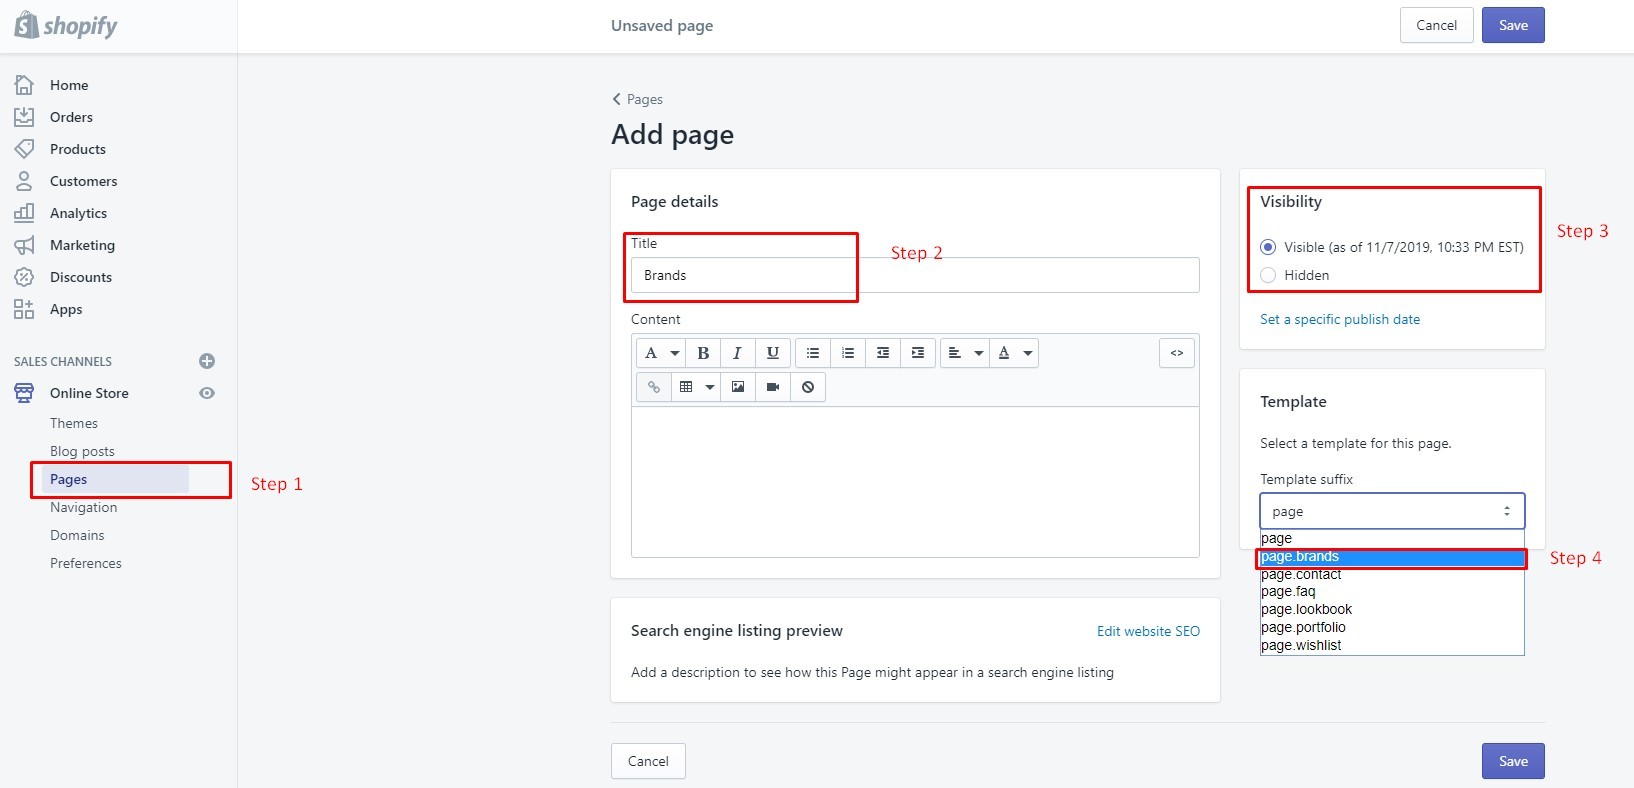 shopify
Unsaved page
Cancel
Save
Home
Orders
Products
Customers
Analytics
Marketing
Discounts
Apps
SALES CHANNELS
Online Store
Themes
Blog posts
Pages
Step 1
Navigation
Domains
Preferences
Pages
Add page
Page details
Title
Brands
Step 2
Content
A
B
I
U
A
<>
Search engine listing preview
Edit website SEO
Add a description to see how this Page might appear in a search engine listing
Visibility
Visible (as of 11/7/2019, 10:33 PM EST)
Hidden
Step 3
Set a specific publish date
Template
Select a template for this page.
Template suffix
page
page
page.brands
Step 4
page.contact
page.faq
page.lookbook
page.portfolio
page.wishlist
Cancel
Save